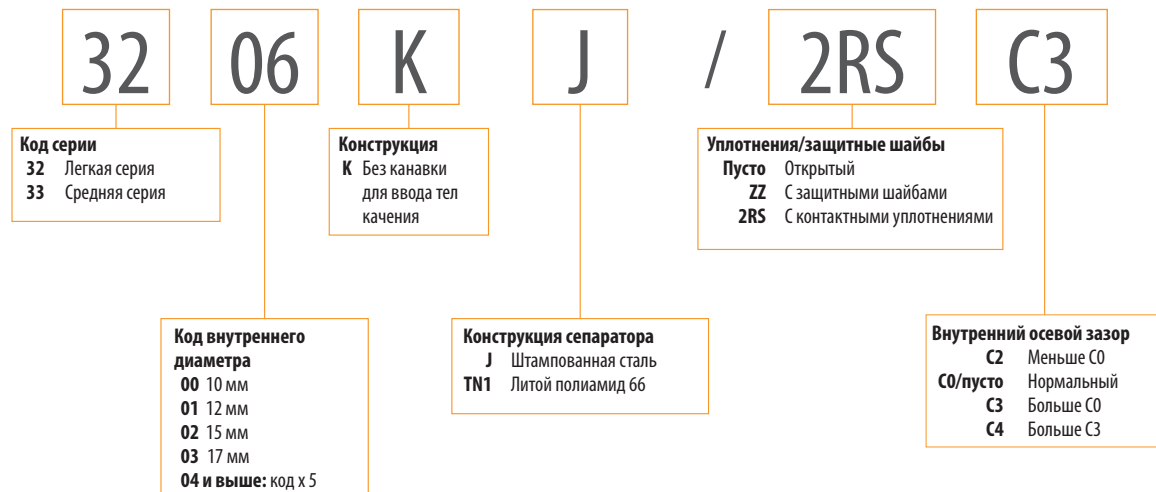 32 06 K J / 2RS C3
Код серии
32 Легкая серия
33 Средняя серия
Конструкция
K Без канавки
для ввода тел
качения
Уплотнения/защитные шайбы
Пусто Открытый
ZZ С защитными шайбами
2RS С контактными уплотнениями
Код внутреннего
диаметра
00 10 мм
01 12 мм
02 15 мм
03 17 мм
04 и выше: код x 5
Конструкция сепаратора
J Штампованная сталь
TN1 Литой полиамид 66
Внутренний осевой зазор
C2 Меньше C0
C0/пусто Нормальный
C3 Больше C0
C4 Больше C3